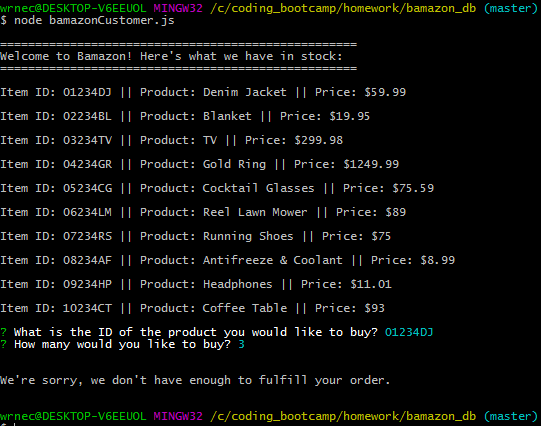 wrnec@DESKTOP-V6EEUOL MINGW32 /c/coding_bootcamp/homework/bamazon_db (master)
$ node bamazonCustomer.js
===================================================
Welcome to Bamazon! Here's what we have in stock:
===================================================
Item ID: 01234DJ || Product: Denim Jacket || Price: $59.99
Item ID: 02234BL || Product: Blanket || Price: $19.95
Item ID: 03234TV || Product: TV || Price: $299.98
Item ID: 04234GR || Product: Gold Ring || Price: $1249.99
Item ID: 05234CG || Product: Cocktail Glasses || Price: $75.59
Item ID: 06234LM || Product: Reel Lawn Mower || Price: $89
Item ID: 07234RS || Product: Running Shoes || Price: $75
Item ID: 08234AF || Product: Antifreeze & Coolant || Price: $8.99
Item ID: 09234HP || Product: Headphones || Price: $11.01
Item ID: 10234CT || Product: Coffee Table || Price: $93
? What is the ID of the product you would like to buy? 01234DJ
? How many would you like to buy? 3
We're sorry, we don't have enough to fulfill your order.
wrnec@DESKTOP-V6EEUOL MINGW32 /c/coding_bootcamp/homework/bamazon_db (master)